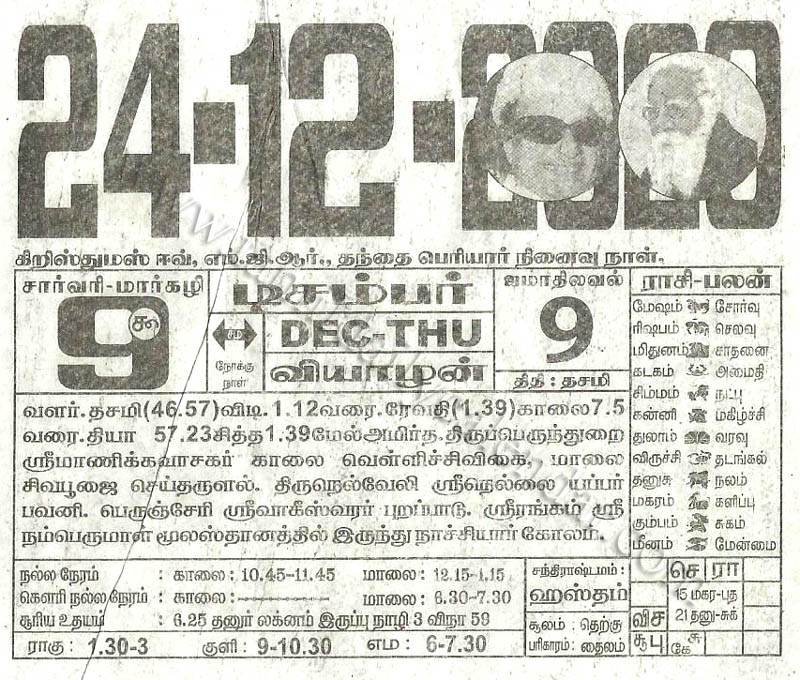 24-12-2020
கிறிஸ்துமஸ் ஈவ், எம்.ஜி.ஆர்., தந்தை பெரியார் நினைவு நாள்.
சார்வரி-மார்கழி
9
௯
நோக்கு
நாள்
டிசம்பர்
DEC-THU
வியாழன்
ஜமாதிலவல்
9
திதி : தசமி
வளர்.தசமி(46.57)விடி.1.12வரை.ரேவதி(1.39)காலை7.5
வரை.தியா 57.23சித்த1.39மேல்அமிர்த.திருப்பெருந்துறை
ஸ்ரீமாணிக்கவாசகர் காலை வெள்ளிச்சிவிகை, மாலை
சிவபூஜை செய்தருளல். திருநெல்வேலி ஸ்ரீநெல்லை யப்பர்
பவனி. பெருஞ்சேரி ஸ்ரீவாகீஸ்வரர் புறப்பாடு. ஸ்ரீரங்கம் ஸ்ரீ
நம்பெருமாள் மூலஸ்தானத்தில் இருந்து நாச்சியார் கோலம்.
ராசி-பலன்
மேஷம் சோர்வு
ரிஷபம் செலவு
மிதுனம் சாதனை
கடகம் அமைதி
சிம்மம் நட்பு
கன்னி மகிழ்ச்சி
துலாம் வரவு
விருச்சி தடங்கல்
தனுசு நலம்
மகரம் களிப்பு
கும்பம் சுகம்
மீனம் மேன்மை
நல்ல நேரம் : காலை : 10.45-11.45 மாலை : 12.15-1.15
கௌரி நல்ல நேரம் : காலை : ------- மாலை : 6.30-7.30
சூரிய உதயம் : 6.25 தனுர் லக்னம் இருப்பு நாழி 3 விநா 59
ராகு : 1.30-3 குளி : 9-10.30 எம : 6-7.30
சந்திராஷ்டமம் :
ஹஸ்தம்
சூலம் : தெற்கு
பரிகாரம் : தைலம்
செ ரா
15 மகர-புத
விச 21 தனு-சுக்
சூபு சு
கே